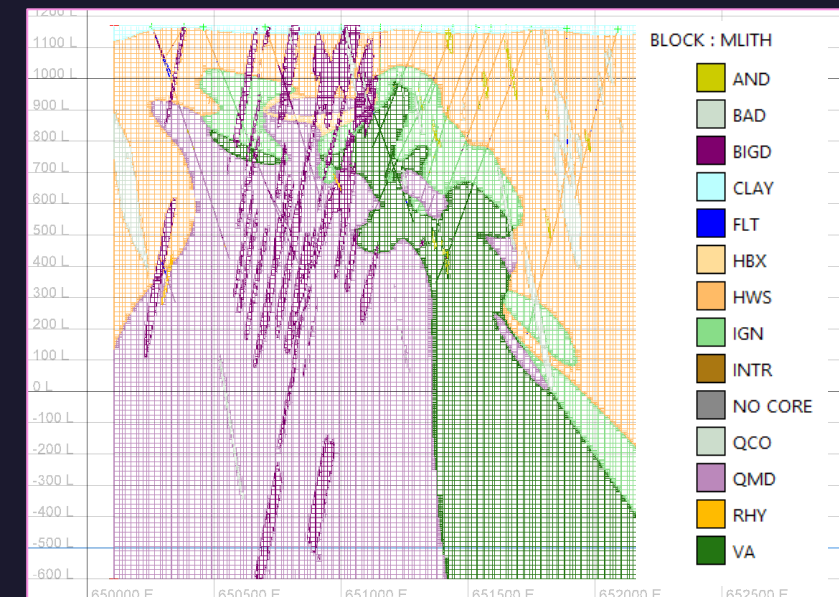 1200 L
1100 L
1000 L
900 L
800 L
700 L
600 L
500 L
400 L
300 L
200 L
100 L
0 L
-100 L
-200 L
-300 L
-400 L
-500 L
-600 L
650000 E
650500 E
651000 E
651500 E
652000 E
652500 E
BLOCK : MLITH
AND
BAD
BIGD
CLAY
FLT
HBX
HWS
IGN
INTR
NO CORE
QCO
QMD
RHY
VA